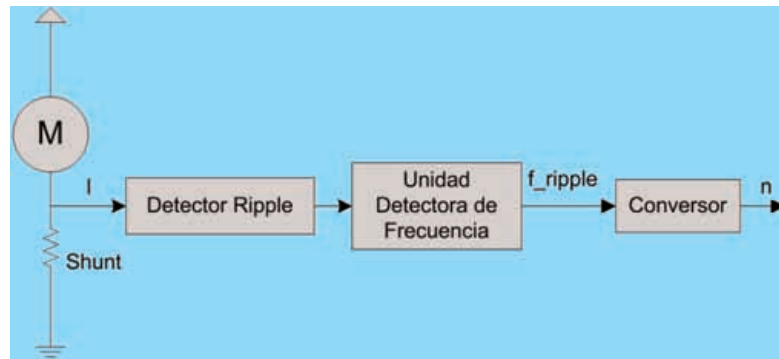 M
I
Detector Ripple
Unidad
Detectora de
Frecuencia
f_ripple
Conversor
n
Shunt